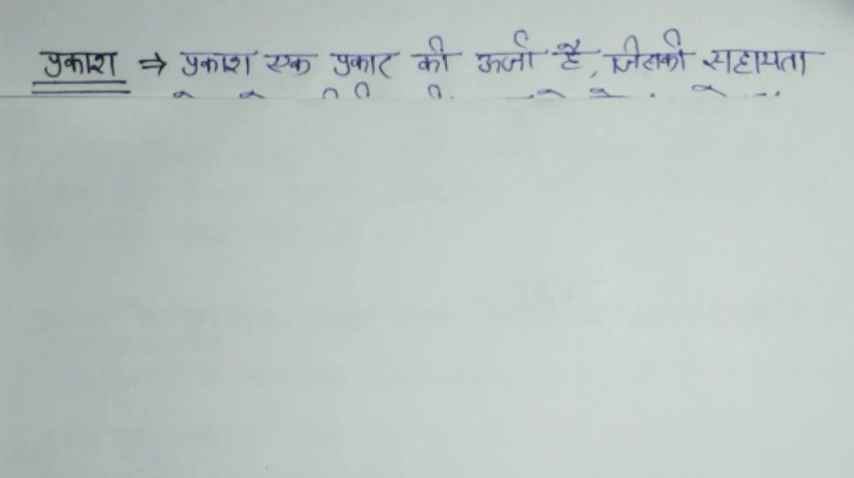 प्रकाश ⇒ प्रकाश एक प्रकार की ऊर्जा है, जिसकी सहायता